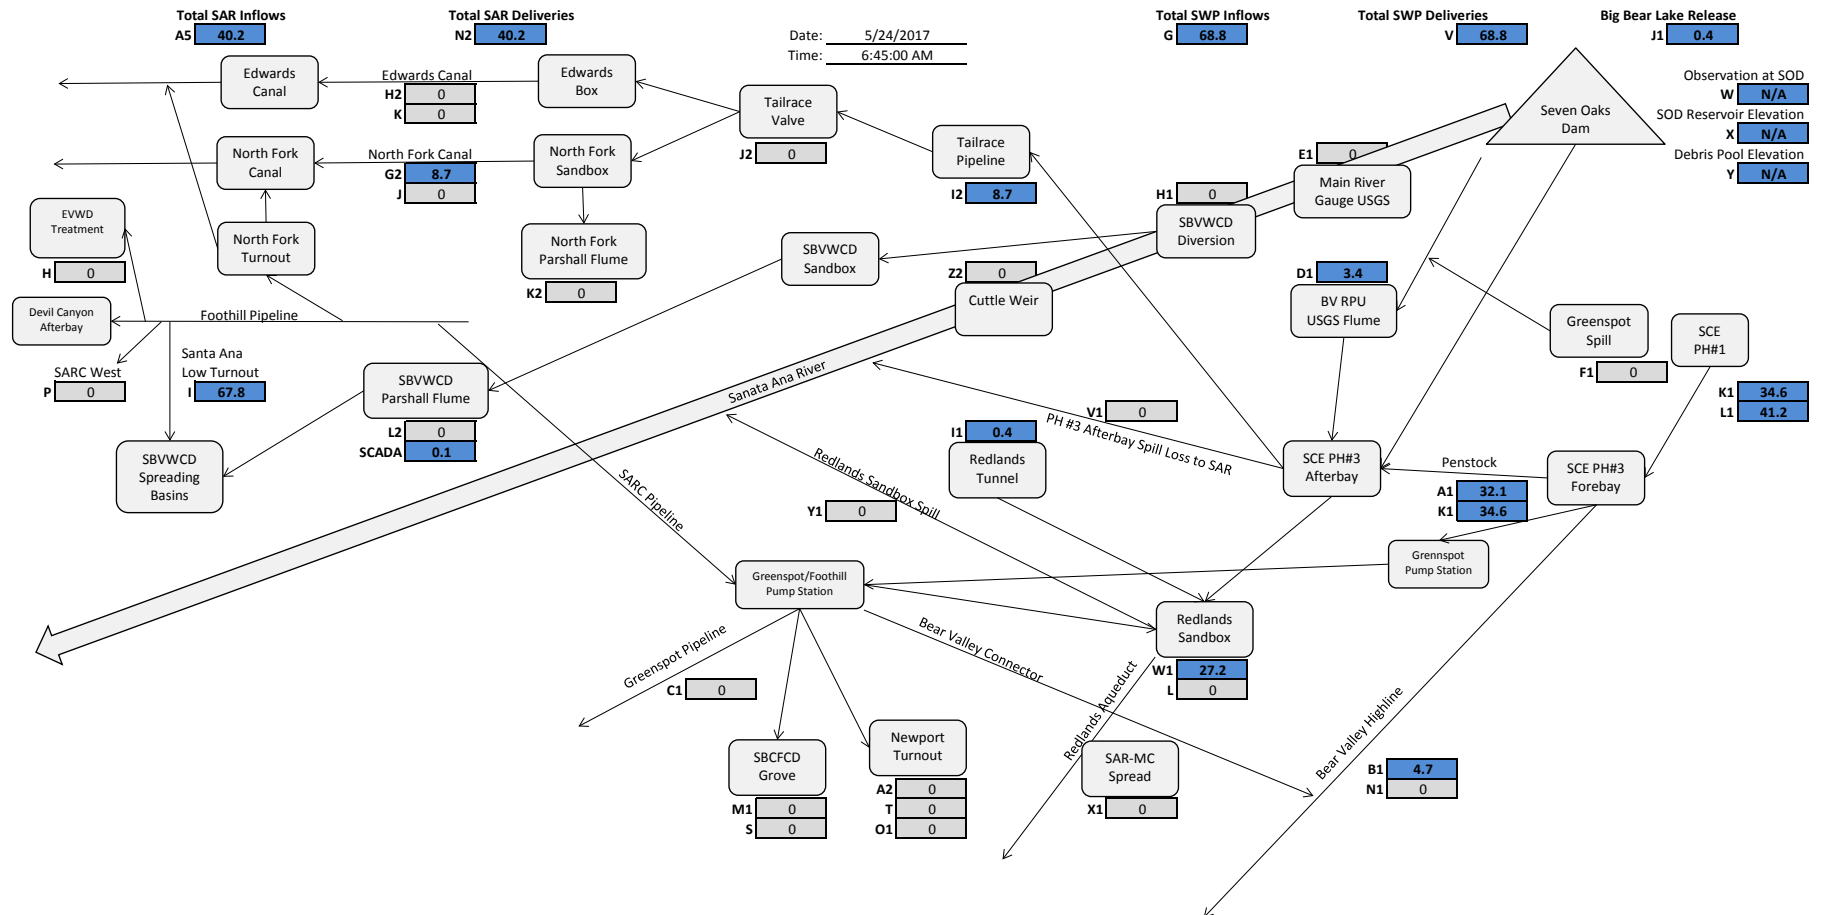 Total SAR Inflows
A5 40.2
Total SAR Deliveries
N2 40.2
Date: 5/24/2017
Time: 6:45:00 AM
Total SWP Inflows
G 68.8
Total SWP Deliveries
V 68.8
Big Bear Lake Release
J1 0.4
Observation at SOD
W N/A
SOD Reservoir Elevation
X N/A
Debris Pool Elevation
Y N/A
Seven Oaks
Dam
Edwards
Canal
Edwards Canal
H2 0
K 0
Edwards
Box
Tailrace
Valve
J2 0
Tailrace
Pipeline
I2 8.7
E1 0
Main River
Gauge USGS
H1 0
SBVWCD
Diversion
North Fork
Canal
North Fork Canal
G2 8.7
J 0
North Fork
Sandbox
North Fork
Parshall Flume
K2 0
EVWD
Treatment
H 0
North Fork
Turnout
SBVWCD
Sandbox
Z2 0
Cuttle Weir
D1 3.4
BV RPU
USGS Flume
Greenspot
Spill
F1 0
SCE
PH#1
K1 34.6
L1 41.2
Devil Canyon
Afterbay
Foothill Pipeline
SARC West
P 0
Santa Ana
Low Turnout
I 67.8
SBVWCD
Parshall Flume
L2 0
SCADA 0.1
SBVWCD
Spreading
Basins
Sanata Ana River
V1 0
PH #3 Afterbay Spill Loss to SAR
I1 0.4
Redlands
Tunnel
Redlands Sandbox Spill
Y1 0
SARC Pipeline
SCE PH#3
Afterbay
Penstock
A1 32.1
K1 34.6
SCE PH#3
Forebay
Grennspot
Pump Station
Greenspot/Foothill
Pump Station
Redlands
Sandbox
W1 27.2
L 0
Greenspot Pipeline
C1 0
Bear Valley Connector
Redlands Aqueduct
Bear Valley Highline
SBCFCD
Grove
M1 0
S 0
Newport
Turnout
A2 0
T 0
O1 0
SAR-MC
Spread
X1 0
B1 4.7
N1 0